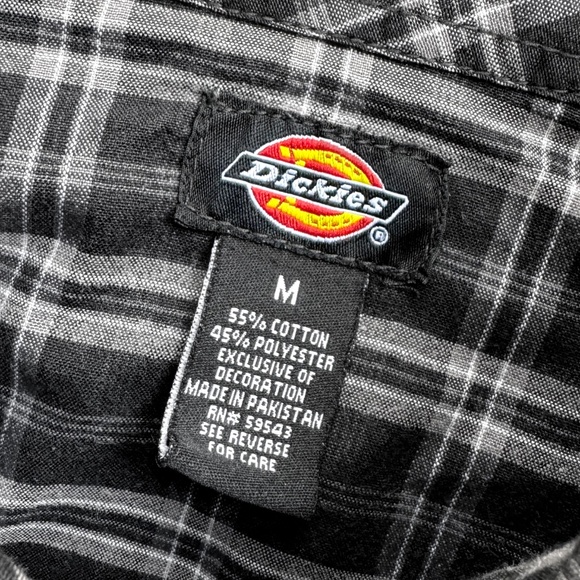 Dickies
®
M
55% COTTON
45% POLYESTER
EXCLUSIVE OF
DECORATION
MADE IN PAKISTAN
RN# 59543
SEE REVERSE
FOR CARE